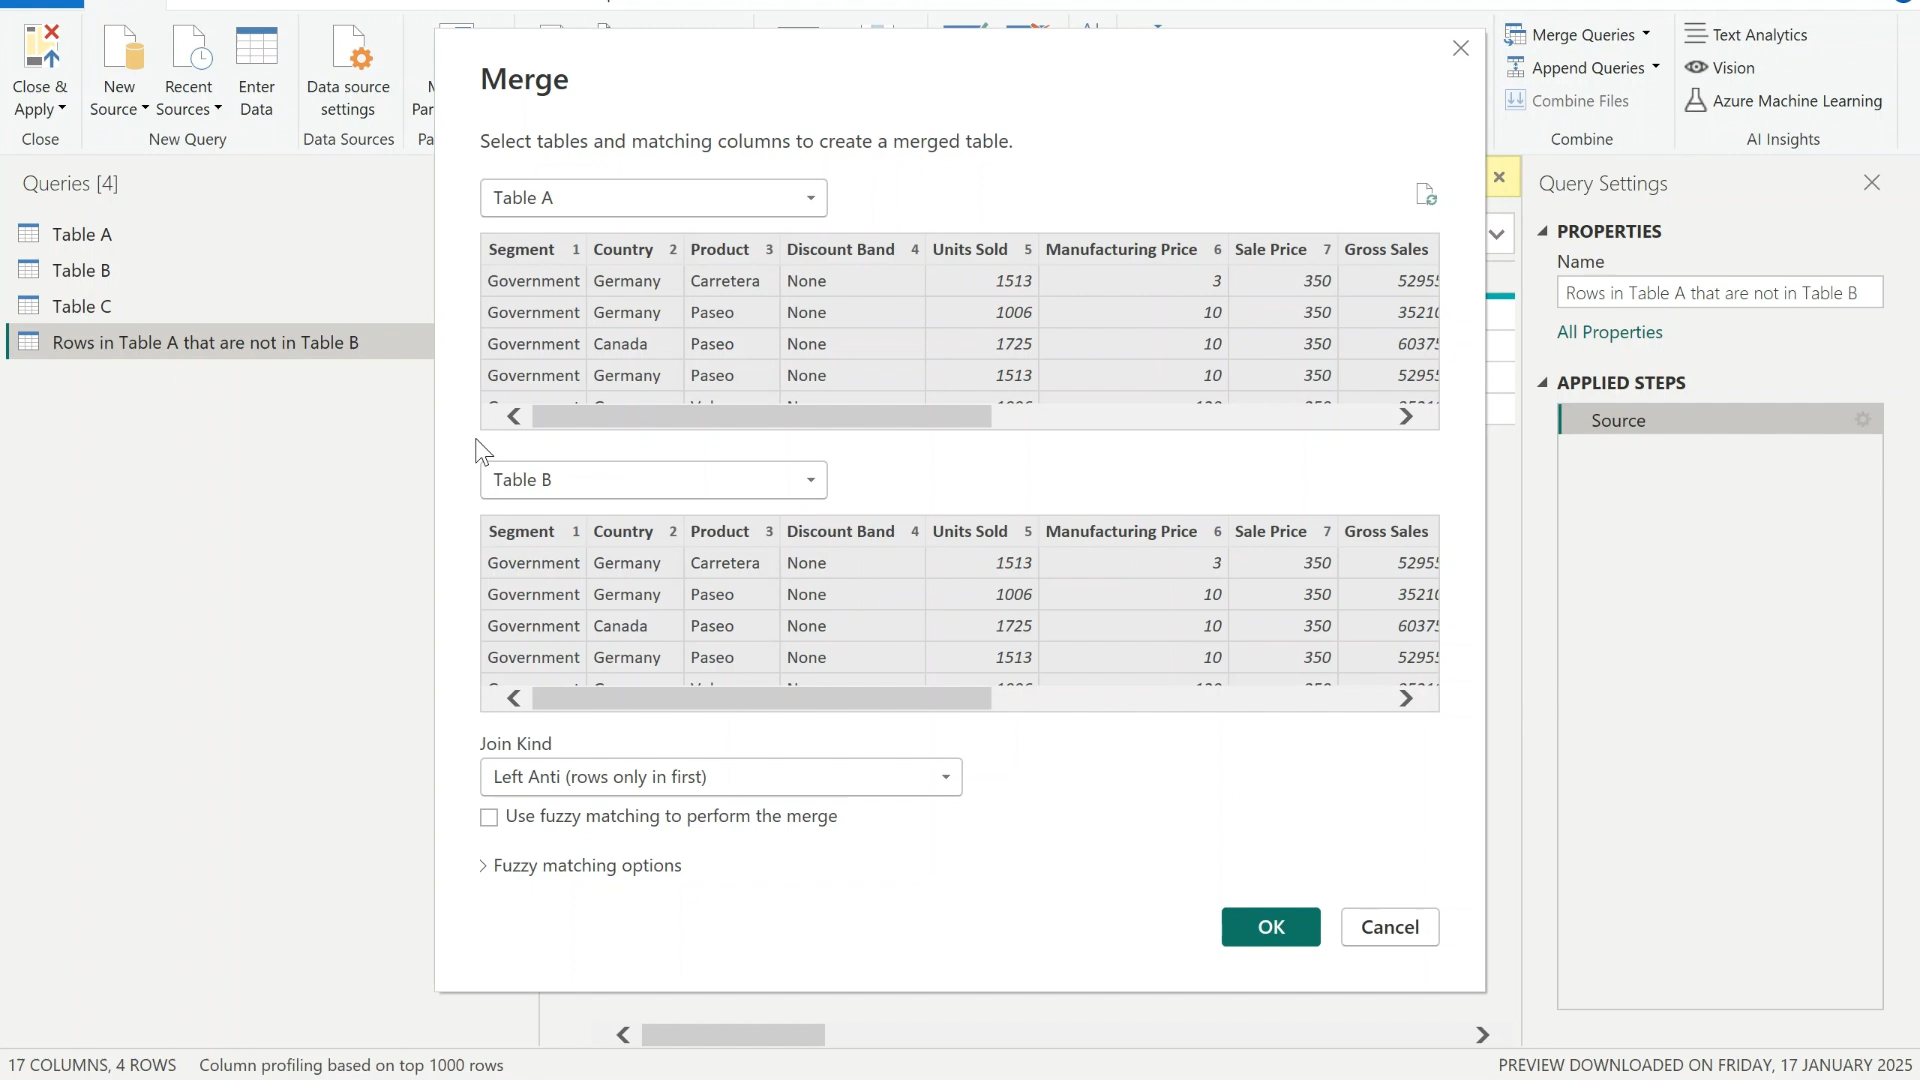 Close &
Apply
Close
New
Source
Recent
Sources
Enter
Data
New Query
Data source
settings
Data Sources
Merge Queries
Append Queries
Combine Files
Combine
Text Analytics
Vision
Azure Machine Learning
AI Insights
Queries [4]
Table A
Table B
Table C
Rows in Table A that are not in Table B
Merge
Select tables and matching columns to create a merged table.
Table A
Segment 1 Country 2 Product 3 Discount Band 4 Units Sold 5 Manufacturing Price 6 Sale Price 7 Gross Sales
Government Germany Carretera None 1513 3 350 5295
Government Germany Paseo None 1006 10 350 35210
Government Canada Paseo None 1725 10 350 60375
Government Germany Paseo None 1513 10 350 5295
Table B
Segment 1 Country 2 Product 3 Discount Band 4 Units Sold 5 Manufacturing Price 6 Sale Price 7 Gross Sales
Government Germany Carretera None 1513 3 350 5295
Government Germany Paseo None 1006 10 350 35210
Government Canada Paseo None 1725 10 350 60375
Government Germany Paseo None 1513 10 350 5295
Join Kind
Left Anti (rows only in first)
Use fuzzy matching to perform the merge
Fuzzy matching options
OK
Cancel
Query Settings
PROPERTIES
Name
Rows in Table A that are not in Table B
All Properties
APPLIED STEPS
Source
17 COLUMNS, 4 ROWS
Column profiling based on top 1000 rows
PREVIEW DOWNLOADED ON FRIDAY, 17 JANUARY 2025